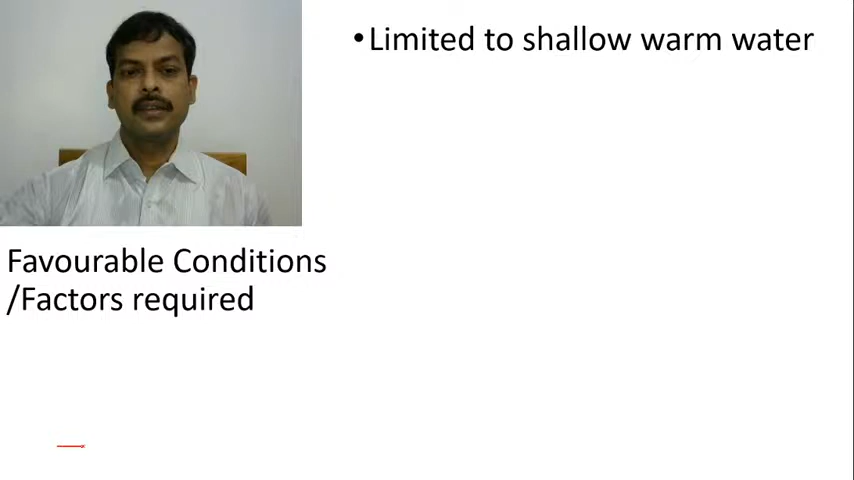 •Limited to shallow warm water
Favourable Conditions
/Factors required